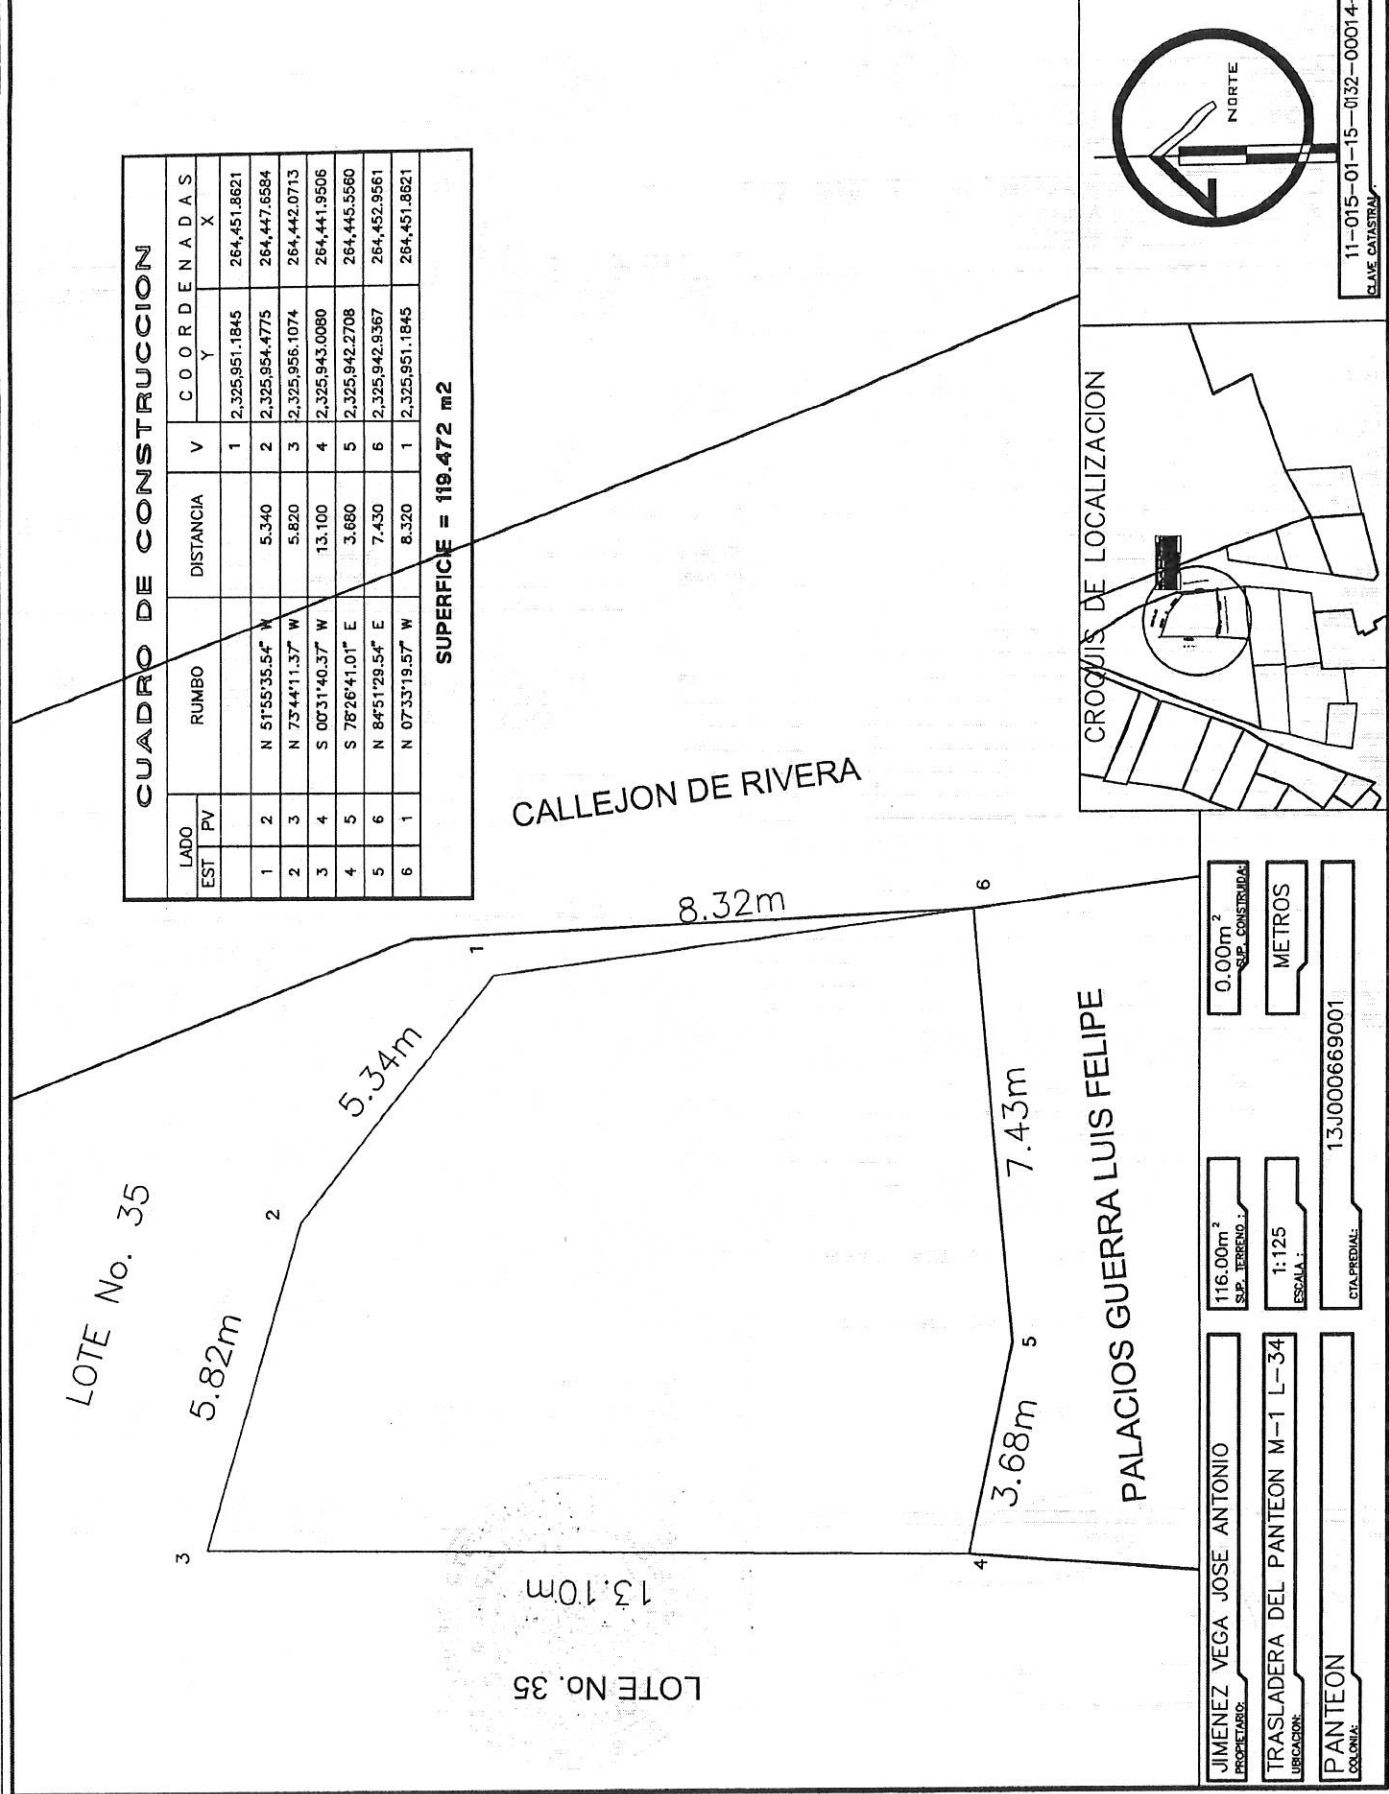 CUADRO DE CONSTRUCCION
LADO RUMBO DISTANCIA V COORDENADAS
EST PV Y X
1 2,325,951.1845 264,451.8621
1 2 N 51°55'35.54" W 5.340 2 2,325,954.4775 264,447.6584
2 3 N 73°44'11.37" W 5.820 3 2,325,956.1074 264,442.0713
3 4 S 00°31'40.37" W 13.100 4 2,325,943.0080 264,441.9506
4 5 S 78°26'41.01" E 3.680 5 2,325,942.2708 264,445.5560
5 6 N 84°51'29.54" E 7.430 6 2,325,942.9367 264,452.9561
6 1 N 07°33'19.57" W 8.320 1 2,325,951.1845 264,451.8621
SUPERFICIE = 119.472 m2
LOTE No. 35
5.82m
5.34m
8.32m
CALLEJON DE RIVERA
3
2
1
6
5
4
13.10m
LOTE No. 35
3.68m
7.43m
PALACIOS GUERRA LUIS FELIPE
JIMENEZ VEGA JOSE ANTONIO
PROPIETARIO:
116.00m²
SUP. TERRENO :
0.00m²
SUP. CONSTRUIDA:
TRASLADERA DEL PANTEON M-1 L-34
UBICACION:
1:125
ESCALA :
METROS
PANTEON
COLONIA:
13J000669001
CTA.PREDIAL:
CROQUIS DE LOCALIZACION
NORTE
11-015-01-15-0132-00014-
CLAVE CATASTRAL: